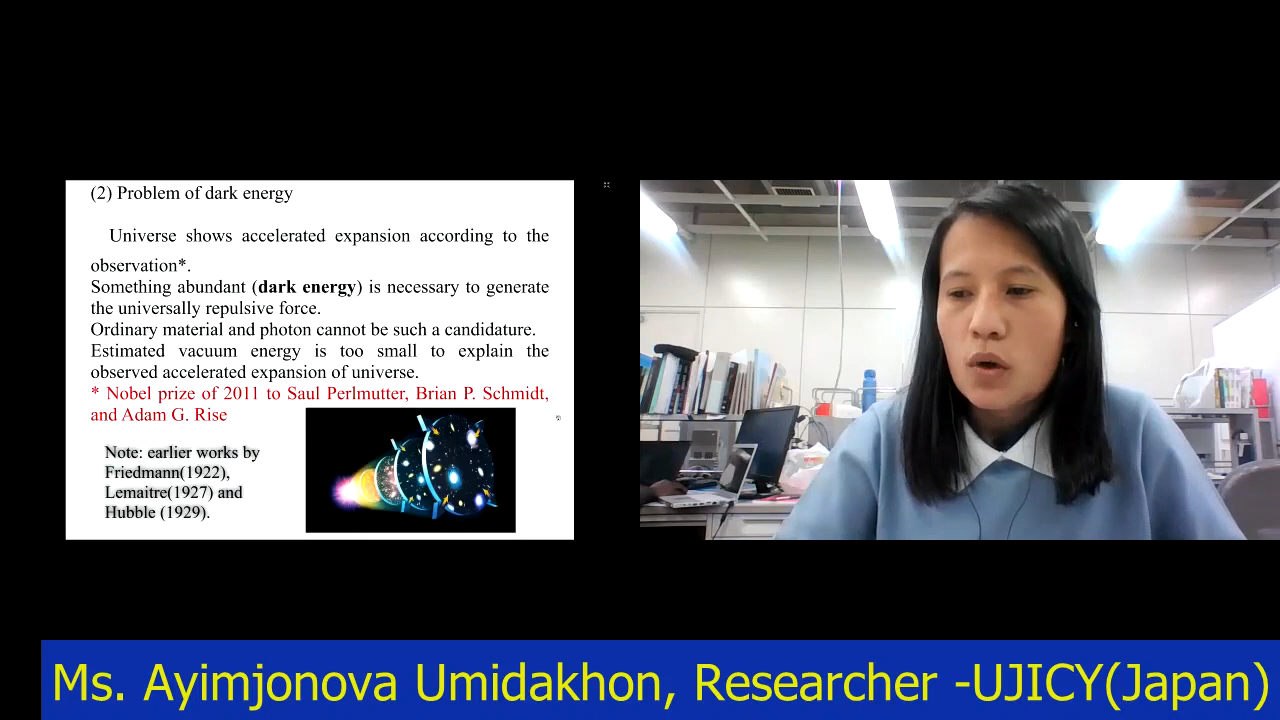 (2) Problem of dark energy
Universe shows accelerated expansion according to the
observation*.
Something abundant (dark energy) is necessary to generate
the universally repulsive force.
Ordinary material and photon cannot be such a candidature.
Estimated vacuum energy is too small to explain the
observed accelerated expansion of universe.
* Nobel prize of 2011 to Saul Perlmutter, Brian P. Schmidt,
and Adam G. Rise
Note: earlier works by
Friedmann(1922),
Lemaitre(1927) and
Hubble (1929).
Ms. Ayimjonova Umidakhon, Researcher -UJICY(Japan)